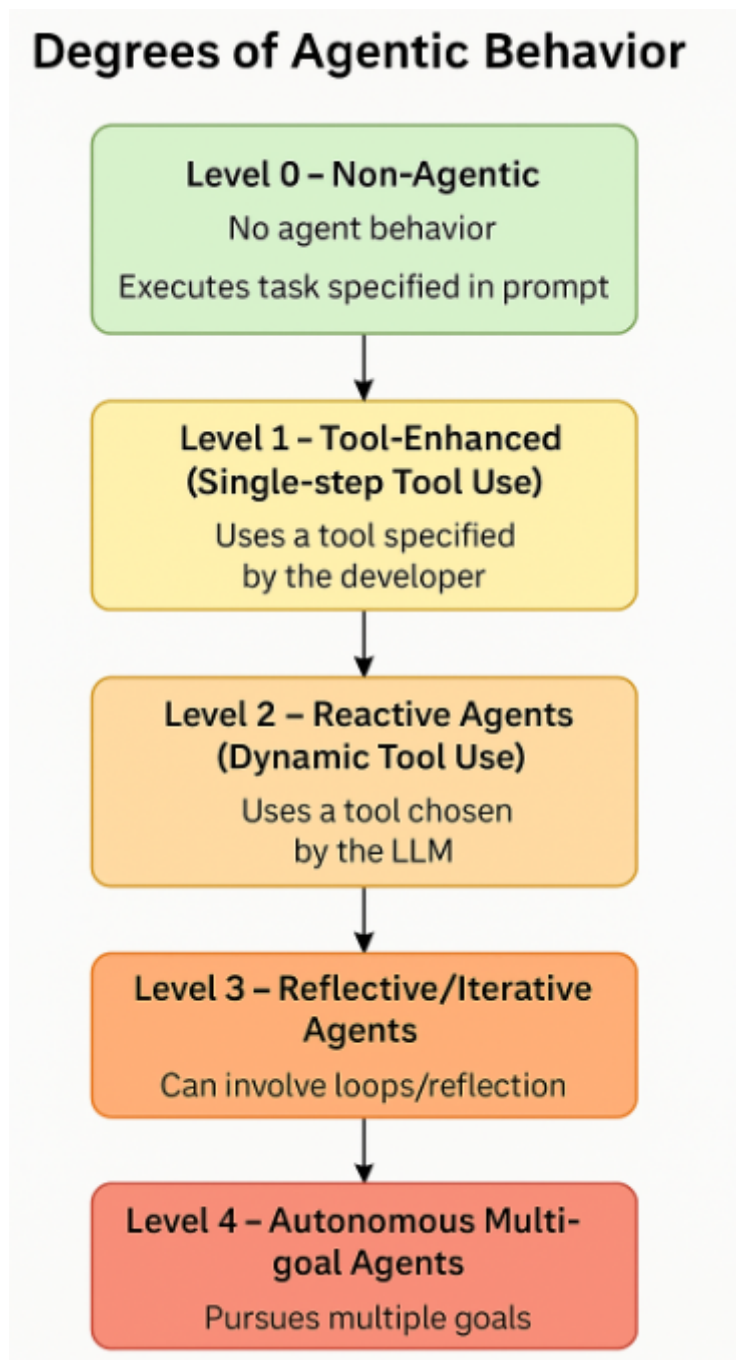 Degrees of Agentic Behavior
Level 0 – Non-Agentic
No agent behavior
Executes task specified in prompt
Level 1 – Tool-Enhanced
(Single-step Tool Use)
Uses a tool specified
by the developer
Level 2 – Reactive Agents
(Dynamic Tool Use)
Uses a tool chosen
by the LLM
Level 3 – Reflective/Iterative
Agents
Can involve loops/reflection
Level 4 – Autonomous Multi-
goal Agents
Pursues multiple goals